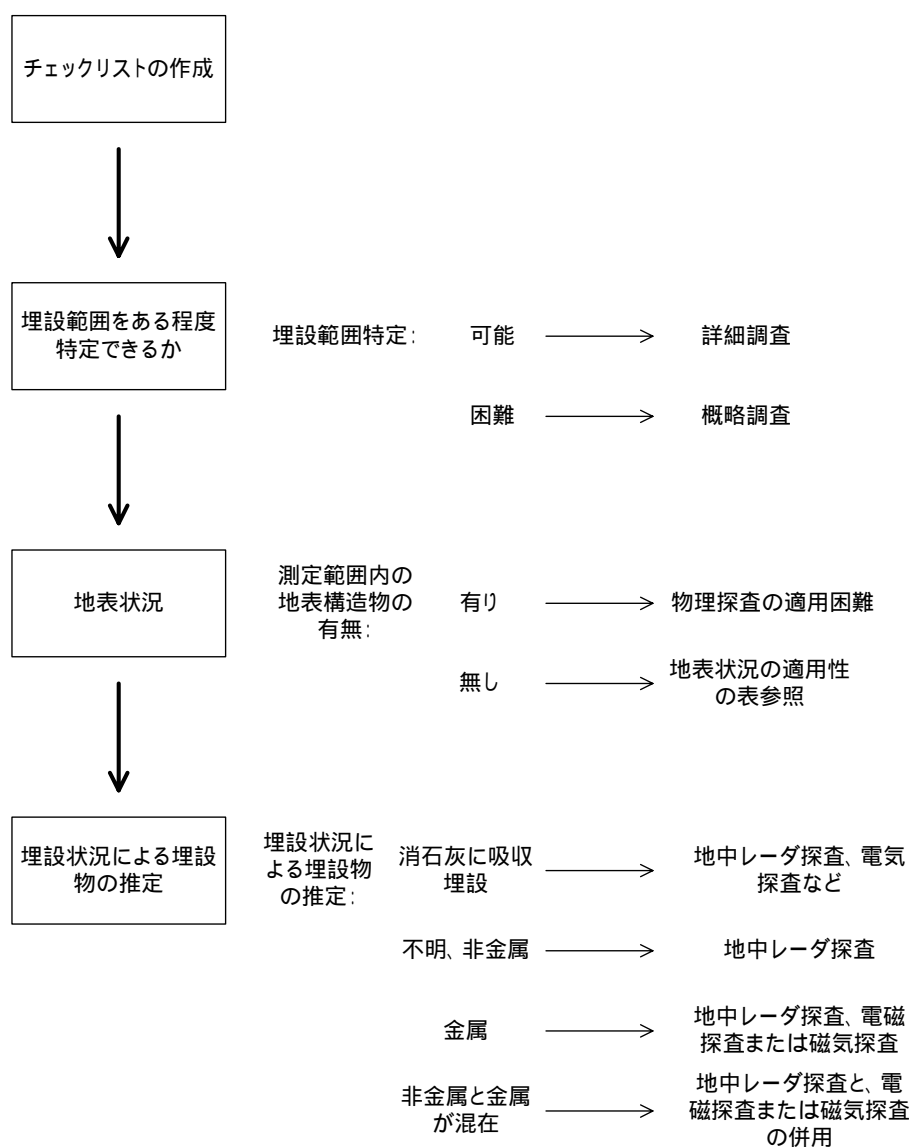 チェックリストの作成
埋設範囲をある程度
特定できるか
埋設範囲特定:
可能
詳細調査
困難
概略調査
地表状況
測定範囲内の
地表構造物の
有無:
有り
物理探査の適用困難
無し
地表状況の適用性
の表参照
埋設状況による埋設
物の推定
埋設状況に
よる埋設物
の推定:
消石灰に吸収
埋設
地中レーダ探査、電気
探査など
不明、非金属
地中レーダ探査
金属
地中レーダ探査、電磁
探査または磁気探査
非金属と金属
が混在
地中レーダ探査と、電
磁探査または磁気探査
の併用